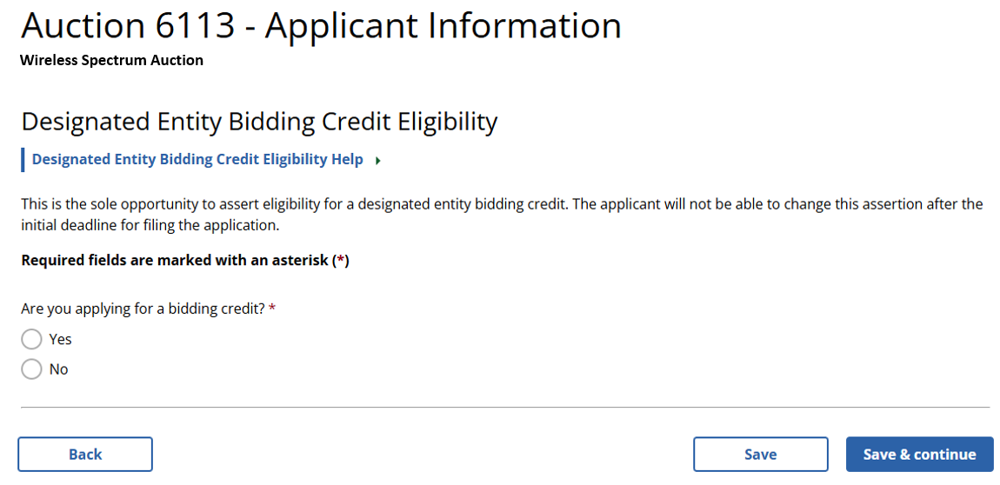 Auction 6113 - Applicant Information
Wireless Spectrum Auction
Designated Entity Bidding Credit Eligibility
Designated Entity Bidding Credit Eligibility Help
This is the sole opportunity to assert eligibility for a designated entity bidding credit. The applicant will not be able to change this assertion after the
initial deadline for filing the application.
Required fields are marked with an asterisk (*)
Are you applying for a bidding credit? *
Yes
No
Back
Save
Save & continue